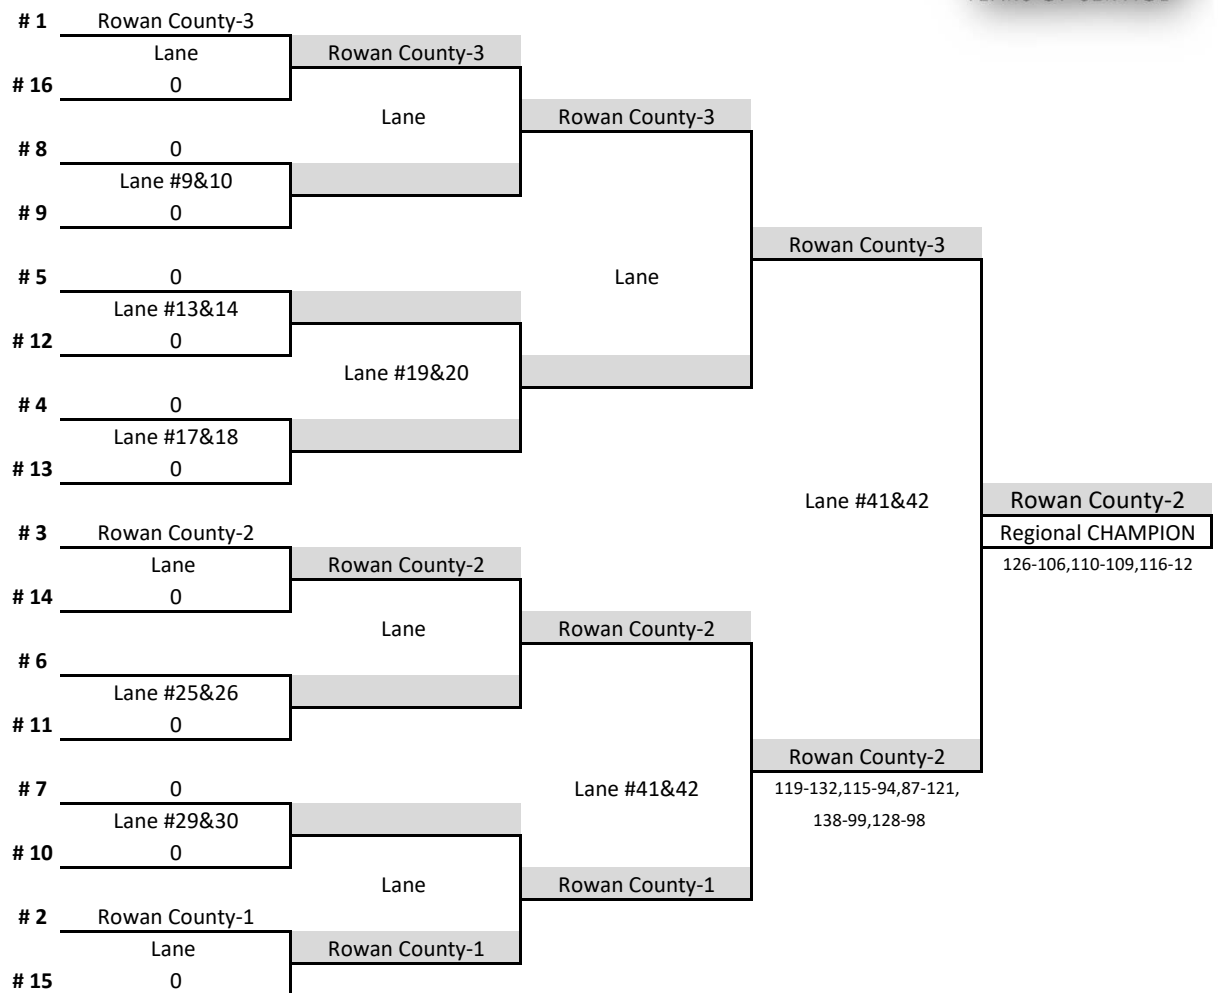 # 1 Rowan County-3
Lane Rowan County-3
# 16 0
Lane Rowan County-3
# 8 0
Lane #9&10
# 9 0
Rowan County-3
# 5 0 Lane
Lane #13&14
# 12 0
Lane #19&20
# 4 0
Lane #17&18
# 13 0
Lane #41&42 Rowan County-2
# 3 Rowan County-2 Regional CHAMPION
Lane Rowan County-2 126-106,110-109,116-12
# 14 0
Lane Rowan County-2
# 6
Lane #25&26
# 11 0
Rowan County-2
# 7 0 Lane #41&42 119-132,115-94,87-121,
Lane #29&30 138-99,128-98
# 10 0
Lane Rowan County-1
# 2 Rowan County-1
Lane Rowan County-1
# 15 0